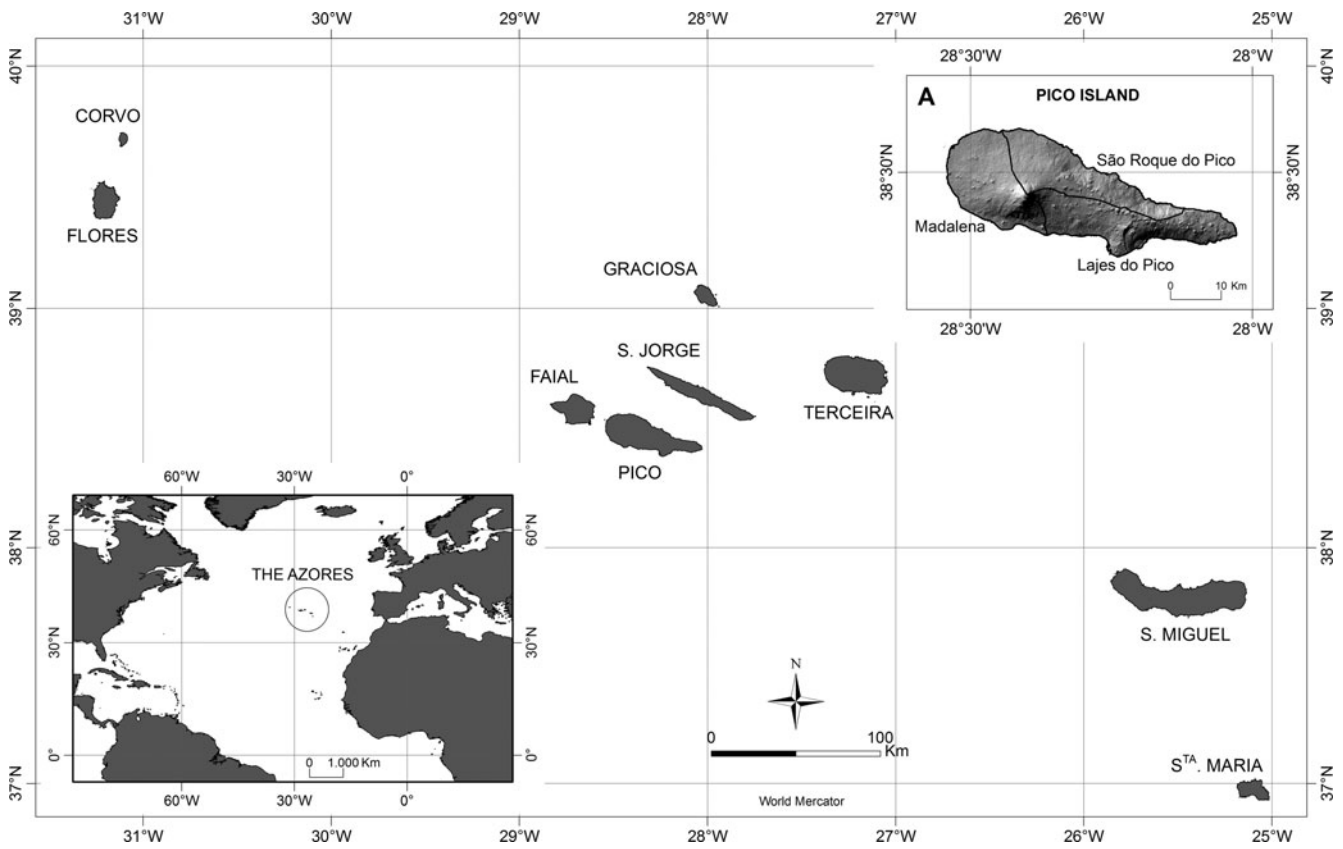 31°W 30°W 29°W 28°W 27°W 26°W 25°W
40°N
40°N
CORVO
FLORES
28°30'W 28°W
A
PICO ISLAND
38°30'N
38°30'N
São Roque do Pico
Madalena
Lajes do Pico
0 10 Km
28°30'W 28°W
39°N
39°N
GRACIOSA
S. JORGE
FAIAL
TERCEIRA
PICO
60°W 30°W 0°
60°N
60°N
THE AZORES
30°N
30°N
0°
0°
0 1.000 Km
60°W 30°W 0°
38°N
38°N
S. MIGUEL
N
0 100
Km
STA. MARIA
37°N
37°N
World Mercator
31°W 30°W 29°W 28°W 27°W 26°W 25°W